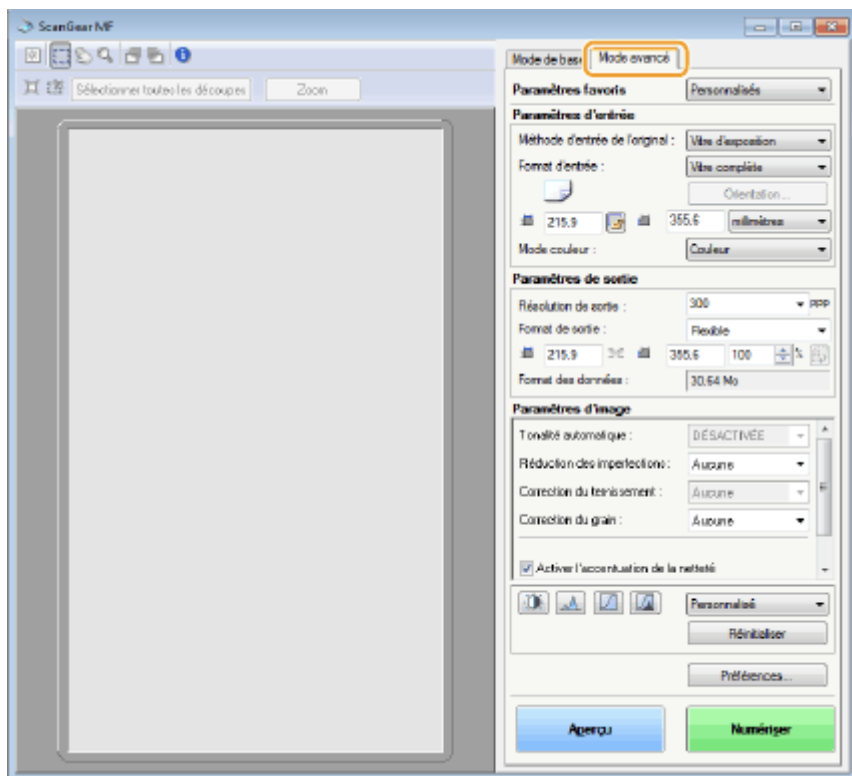 ScanGear MF
Mode de base Mode avancé
Sélectionner toutes les découpes Zoom
Paramètres favoris Personnalisés
Paramètres d'entrée
Méthode d'entrée de l'original : Vitre d'exposition
Format d'entrée : Vitre complète
Orientation...
215.9 355.6 millimètres
Mode couleur : Couleur
Paramètres de sortie
Résolution de sortie : 300 PPP
Format de sortie : Flexible
215.9 355.6 100 %
Format des données : 30.64 Mo
Paramètres d'image
Tonalité automatique : DÉSACTIVÉE
Réduction des imperfections : Aucune
Correction du ternissement : Aucune
Correction du grain : Aucune
Activer l'accentuation de la netteté
Personnalisé
Réinitialiser
Préférences...
Aperçu Numériser